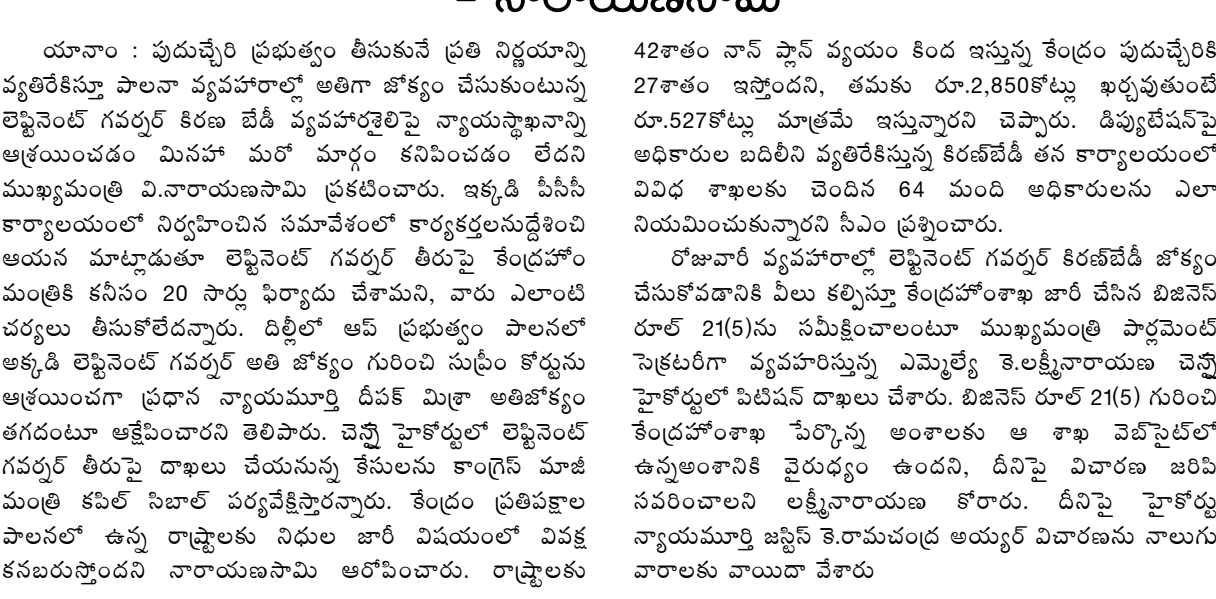 – నారాయణసామి
యానాం : పుదుచ్చేరి ప్రభుత్వం తీసుకునే ప్రతి నిర్ణయాన్ని
వ్యతిరేకిస్తూ పాలనా వ్యవహారాల్లో అతిగా జోక్యం చేసుకుంటున్న
లెఫ్టినెంట్ గవర్నర్ కిరణ బేడీ వ్యవహారశైలిపై న్యాయస్థాఖనాన్ని
ఆశ్రయించడం మినహా మరో మార్గం కనిపించడం లేదని
ముఖ్యమంత్రి వి.నారాయణసామి ప్రకటించారు. ఇక్కడి పీసీసీ
కార్యాలయంలో నిర్వహించిన సమావేశంలో కార్యకర్తలనుద్దేశించి
ఆయన మాట్లాడుతూ లెఫ్టినెంట్ గవర్నర్ తీరుపై కేంద్రహోం
మంత్రికి కనీసం 20 సార్లు ఫిర్యాదు చేశామని, వారు ఎలాంటి
చర్యలు తీసుకోలేదన్నారు. దిల్లీలో ఆప్ ప్రభుత్వం పాలనలో
అక్కడి లెఫ్టినెంట్ గవర్నర్ అతి జోక్యం గురించి సుప్రీం కోర్టును
ఆశ్రయించగా ప్రధాన న్యాయమూర్తి దీపక్ మిశ్రా అతిజోక్యం
తగదంటూ ఆక్షేపించారని తెలిపారు. చెన్నై హైకోర్టులో లెఫ్టినెంట్
గవర్నర్ తీరుపై దాఖలు చేయనున్న కేసులను కాంగ్రెస్ మాజీ
మంత్రి కపిల్ సిబాల్ పర్యవేక్షిస్తారన్నారు. కేంద్రం ప్రతిపక్షాల
పాలనలో ఉన్న రాష్ట్రాలకు నిధుల జారీ విషయంలో వివక్ష
కనబరుస్తోందని నారాయణసామి ఆరోపించారు. రాష్ట్రాలకు
42శాతం నాన్ ప్లాన్ వ్యయం కింద ఇస్తున్న కేంద్రం పుదుచ్చేరికి
27శాతం ఇస్తోందని, తమకు రూ.2,850కోట్లు ఖర్చవుతుంటే
రూ.527కోట్లు మాత్రమే ఇస్తున్నారని చెప్పారు. డిప్యుటేషన్‌పై
అధికారుల బదిలీని వ్యతిరేకిస్తున్న కిరణ్‌బేడీ తన కార్యాలయంలో
వివిధ శాఖలకు చెందిన 64 మంది అధికారులను ఎలా
నియమించుకున్నారని సీఎం ప్రశ్నించారు.
రోజువారీ వ్యవహారాల్లో లెఫ్టినెంట్ గవర్నర్ కిరణ్‌బేడీ జోక్యం
చేసుకోవడానికి వీలు కల్పిస్తూ కేంద్రహోంశాఖ జారీ చేసిన బిజినెస్
రూల్ 21(5)ను సమీక్షించాలంటూ ముఖ్యమంత్రి పార్లమెంట్
సెక్రటరీగా వ్యవహరిస్తున్న ఎమ్మెల్యే కె.లక్ష్మీనారాయణ చెన్నై
హైకోర్టులో పిటిషన్ దాఖలు చేశారు. బిజినెస్ రూల్ 21(5) గురించి
కేంద్రహోంశాఖ పేర్కొన్న అంశాలకు ఆ శాఖ వెబ్‌సైట్‌లో
ఉన్నఅంశానికి వైరుధ్యం ఉందని, దీనిపై విచారణ జరిపి
సవరించాలని లక్ష్మీనారాయణ కోరారు. దీనిపై హైకోర్టు
న్యాయమూర్తి జస్టిస్ కె.రామచంద్ర అయ్యర్ విచారణను నాలుగు
వారాలకు వాయిదా వేశారు